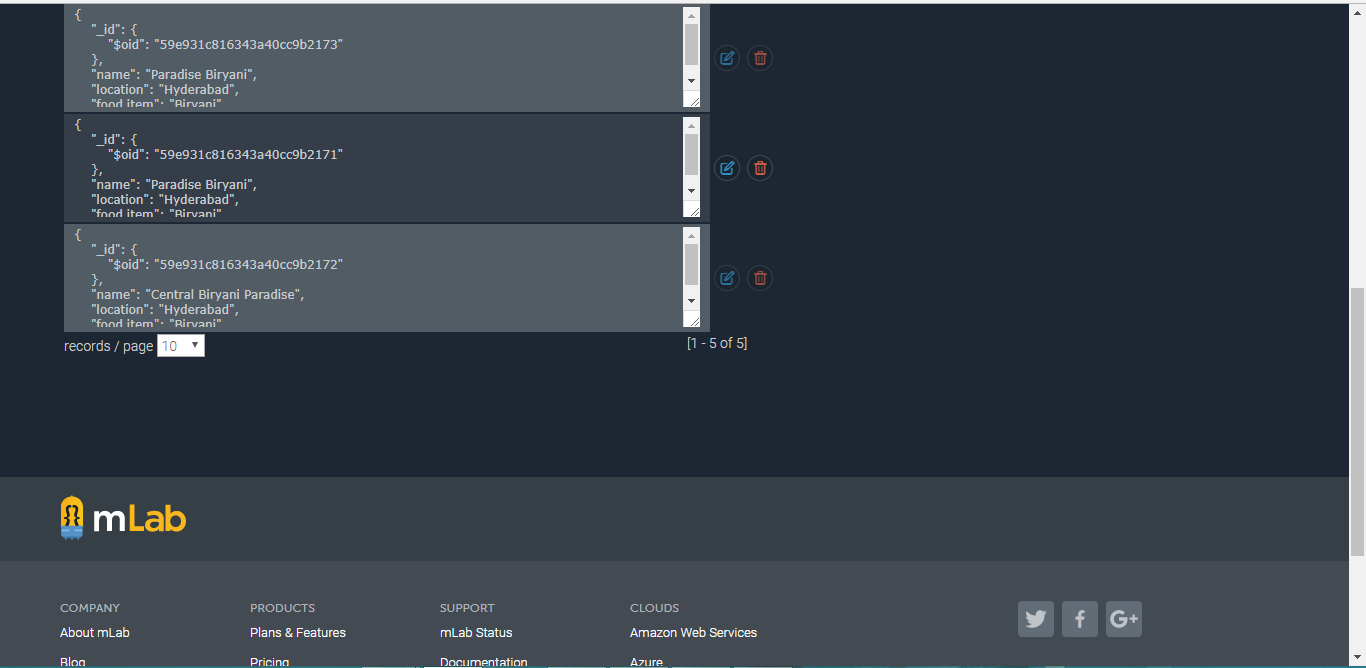 {
"_id": {
"$oid": "59e931c816343a40cc9b2173"
},
"name": "Paradise Biryani",
"location": "Hyderabad",
"food item": "Biryani"
{
"_id": {
"$oid": "59e931c816343a40cc9b2171"
},
"name": "Paradise Biryani",
"location": "Hyderabad",
"food item": "Biryani"
{
"_id": {
"$oid": "59e931c816343a40cc9b2172"
},
"name": "Central Biryani Paradise",
"location": "Hyderabad",
"food item": "Biryani"
records / page 10 [1 - 5 of 5]
mLab
COMPANY PRODUCTS SUPPORT CLOUDS
About mLab Plans & Features mLab Status Amazon Web Services
Blog Pricing Documentation Azure